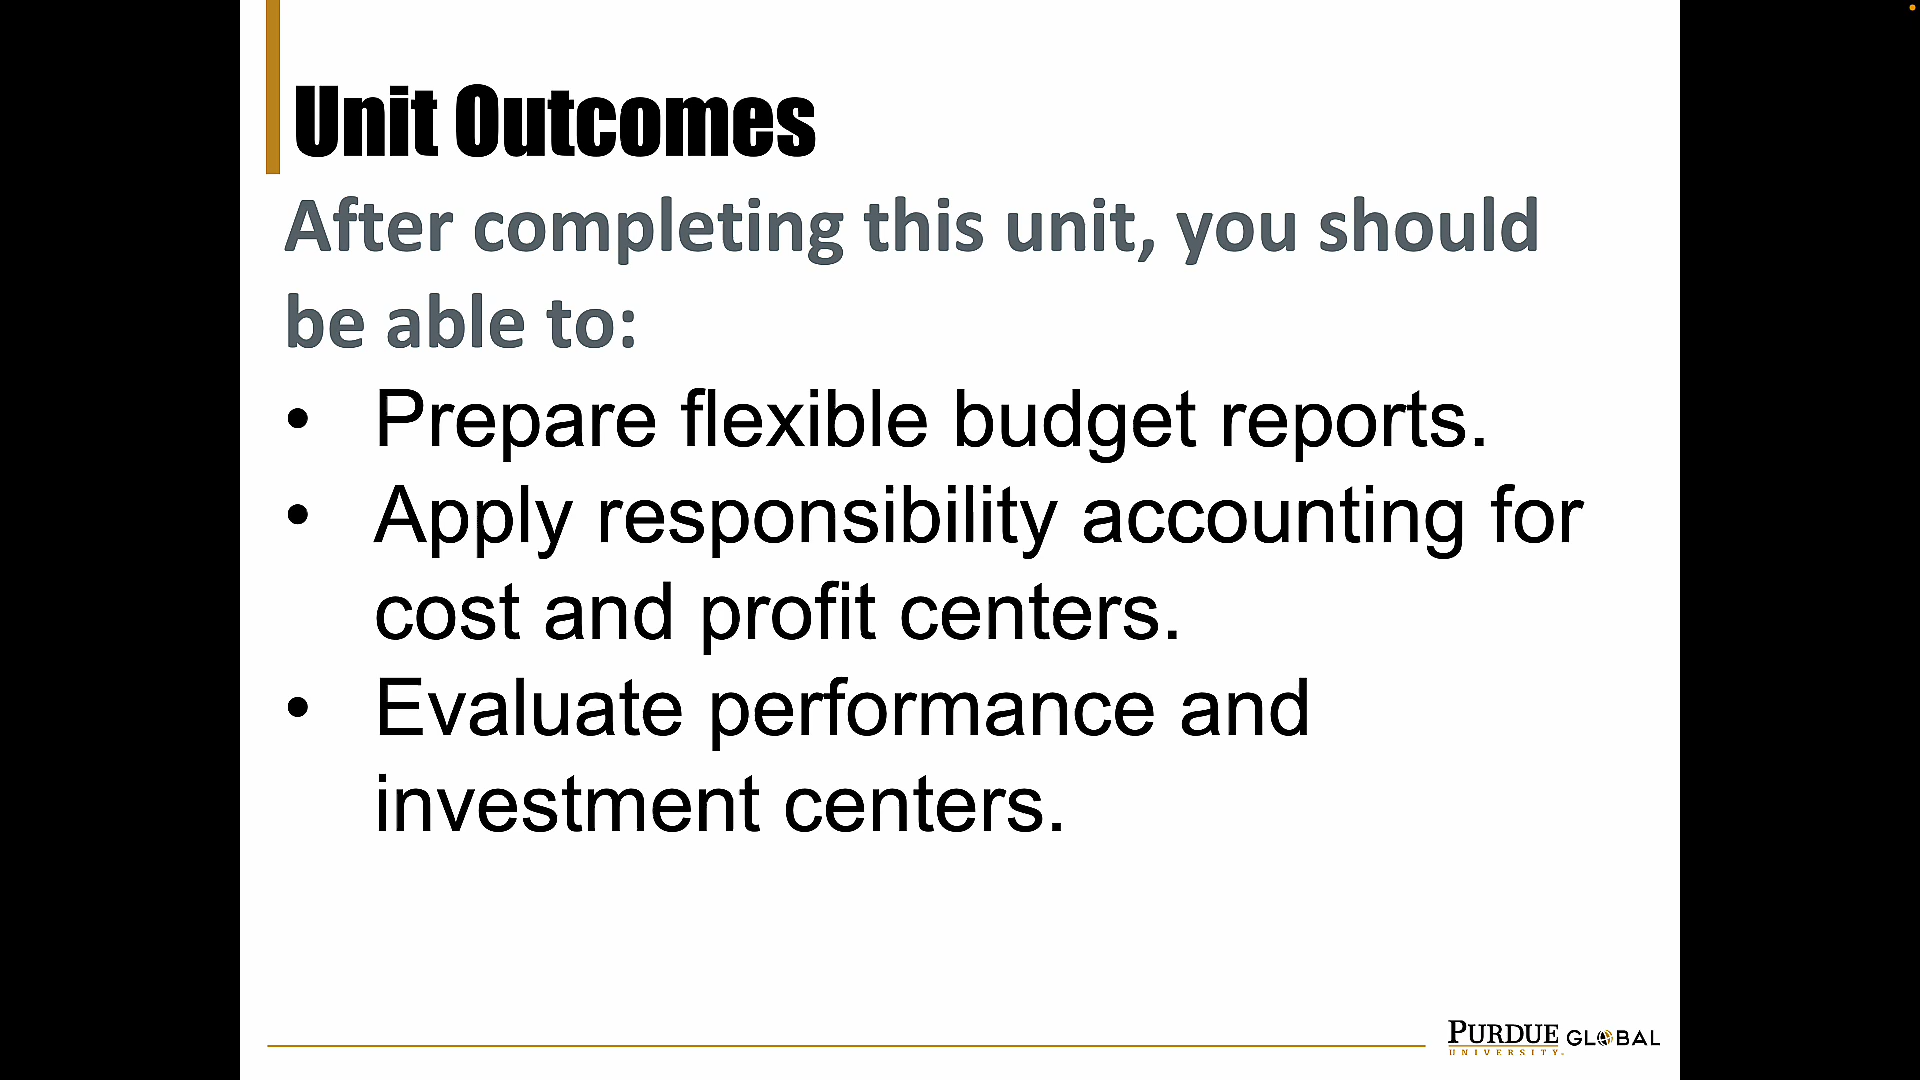 Unit Outcomes
After completing this unit, you should
be able to:
• Prepare flexible budget reports.
• Apply responsibility accounting for
cost and profit centers.
• Evaluate performance and
investment centers.
PURDUE GLOBAL
UNIVERSITY